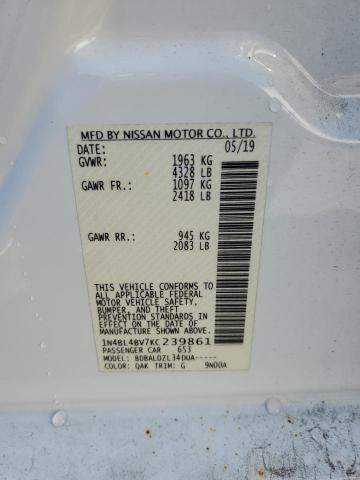 MFD BY NISSAN MOTOR CO., LTD.
DATE: 05/19
GVWR: 1963 KG
4328 LB
GAWR FR.: 1097 KG
2418 LB
GAWR RR.: 945 KG
2083 LB
THIS VEHICLE CONFORMS TO
ALL APPLICABLE FEDERAL
MOTOR VEHICLE SAFETY,
BUMPER, AND THEFT
PREVENTION STANDARDS IN
EFFECT ON THE DATE OF
MANUFACTURE SHOWN ABOVE.
1N4BL4BV7KC239861
PASSENGER CAR 653
MODEL: BDBALDZL34DUA-----
COLOR: QAK TRIM: G 9N00A